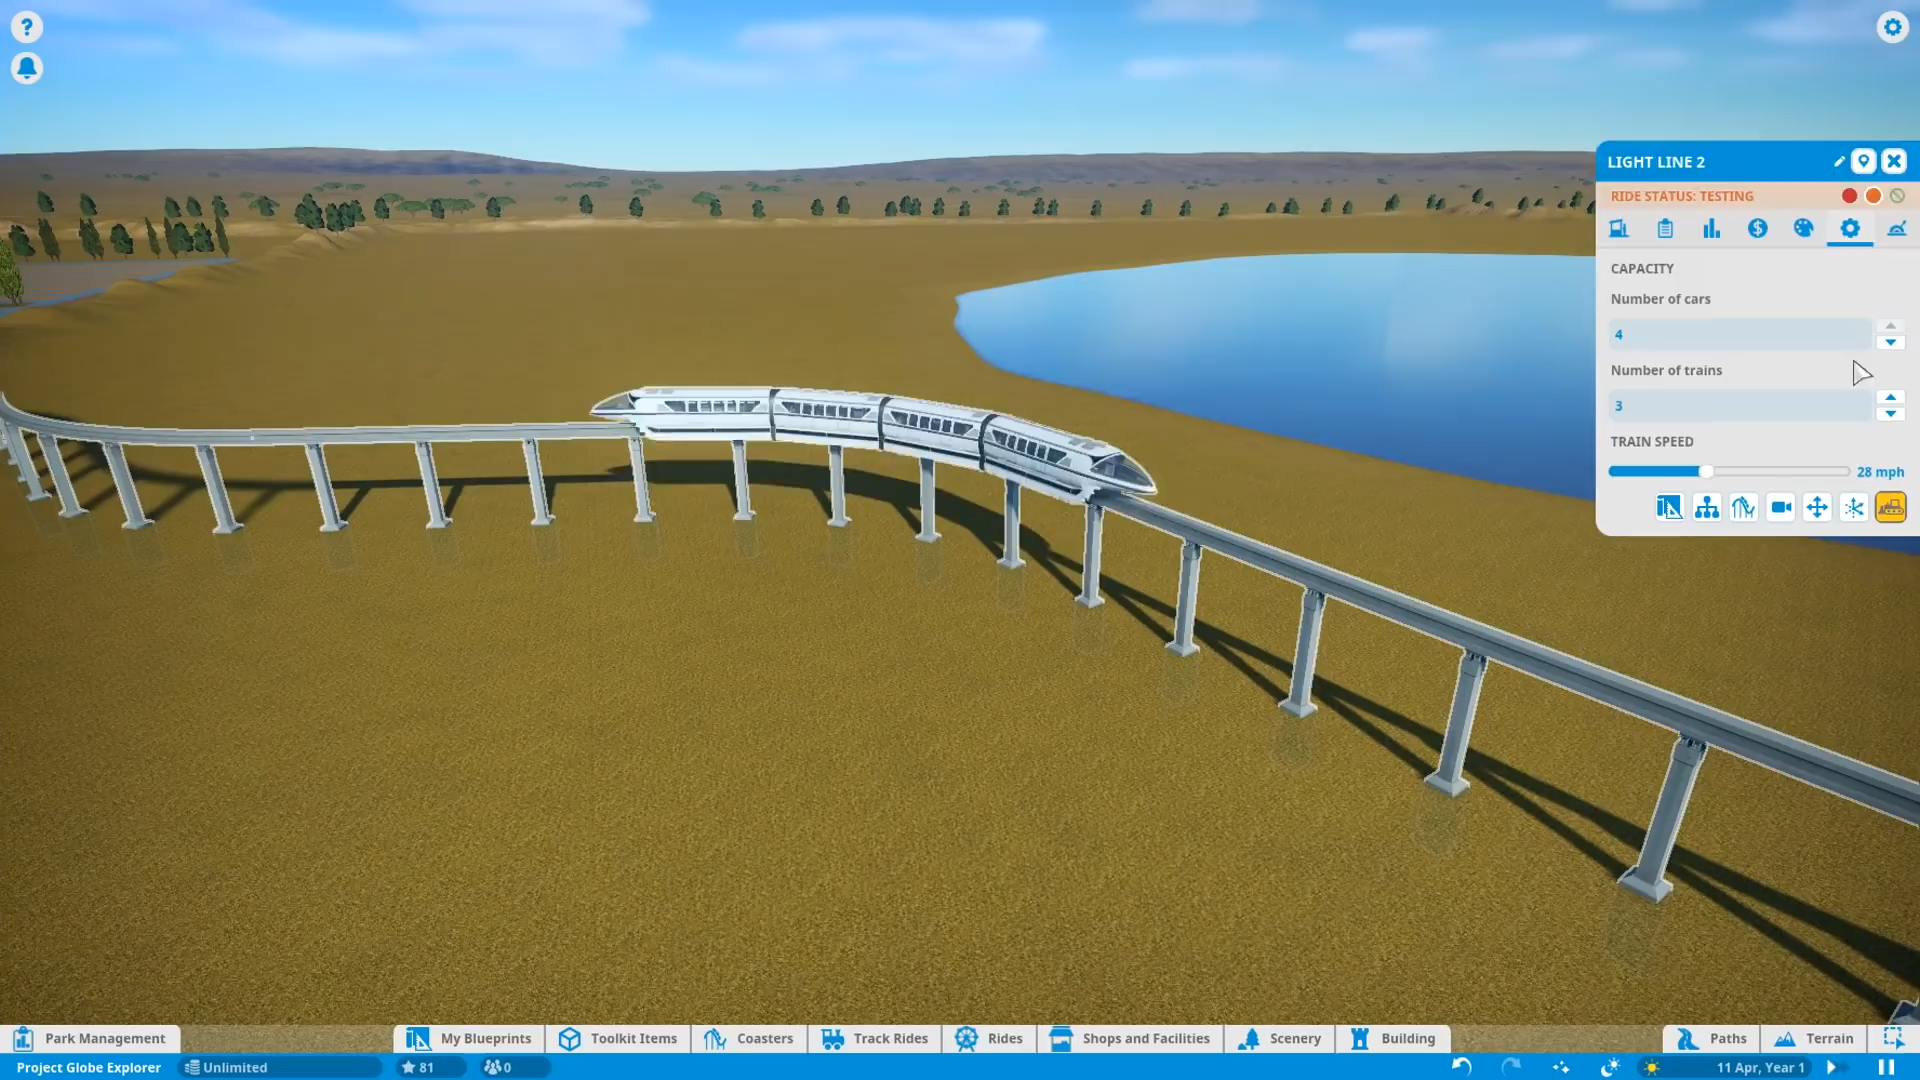 LIGHT LINE 2
RIDE STATUS: TESTING
CAPACITY
Number of cars
4
Number of trains
3
TRAIN SPEED
28 mph
Park Management
My Blueprints
Toolkit Items
Coasters
Track Rides
Rides
Shops and Facilities
Scenery
Building
Paths
Terrain
Project Globe Explorer
Unlimited
81
0
11 Apr, Year 1